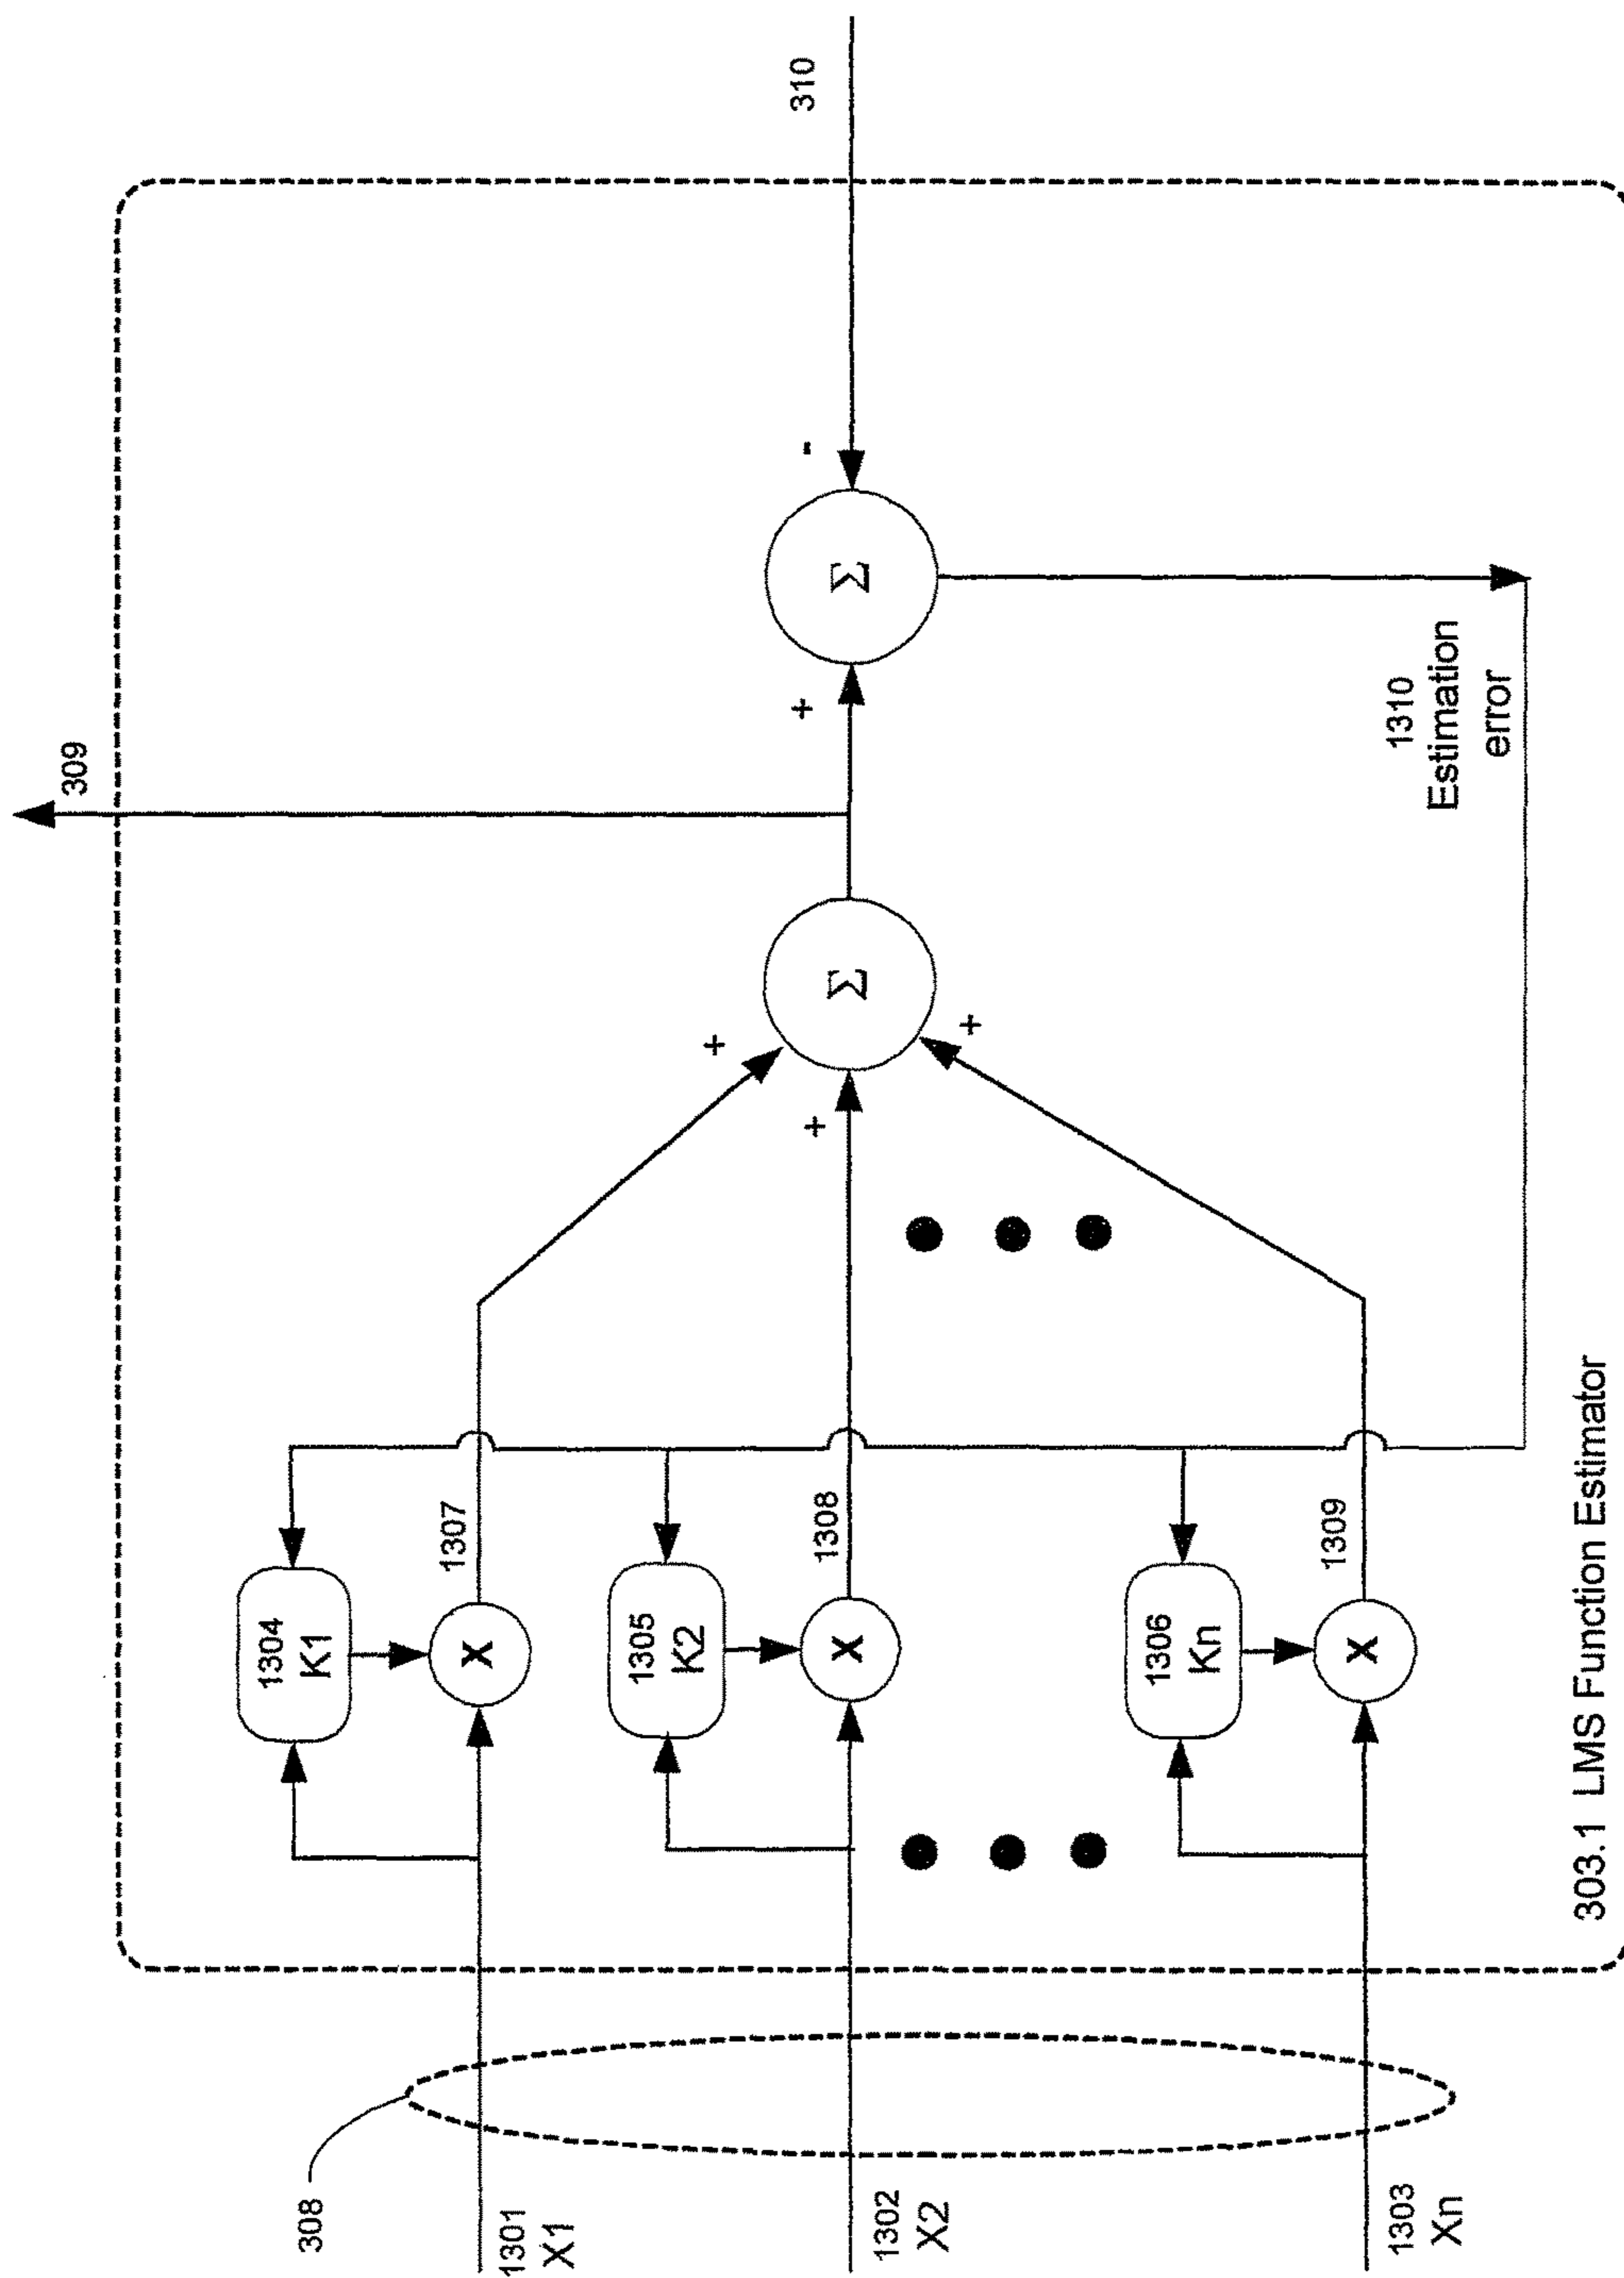 308
1301
X1
1302
X2
1303
Xn
1304
K1
X
1307
1305
K2
X
1308
1306
Kn
X
1309
+
+
+
Σ
309
+
Σ
-
310
1310
Estimation
error
303.1 LMS Function Estimator